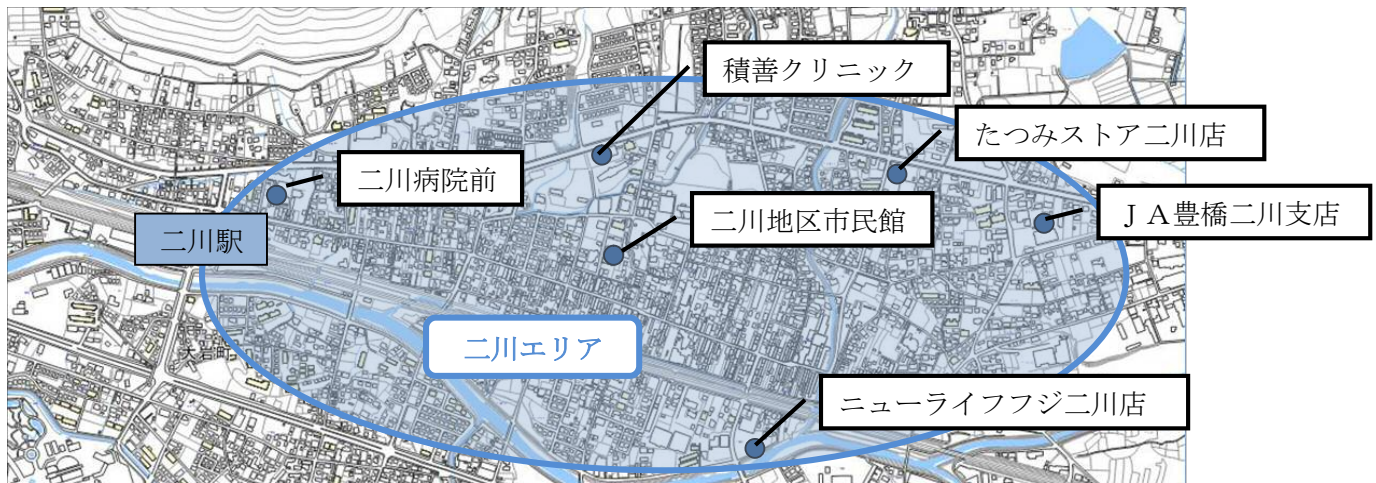 積善クリニック
たつみストア二川店
二川病院前
二川地区市民館
ＪＡ豊橋二川支店
二川駅
二川エリア
大岩町
ニューライフフジ二川店